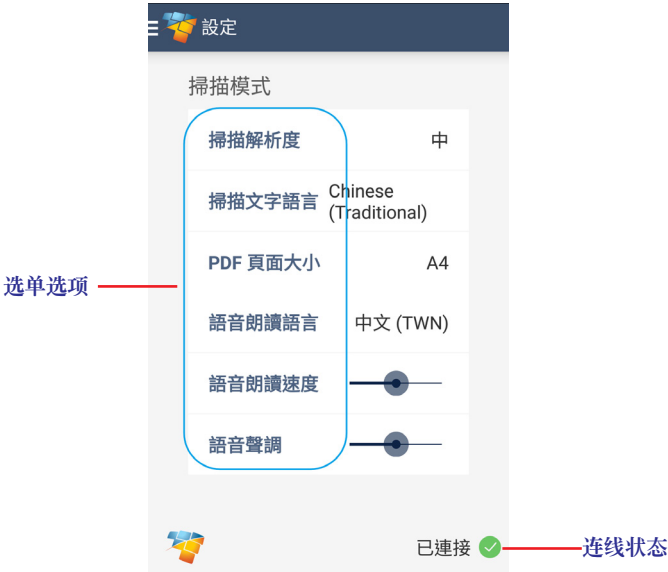 設定
掃描模式
掃描解析度 中
掃描文字語言 Chinese
(Traditional)
PDF 頁面大小 A4
选单选项
語音朗讀語言 中文 (TWN)
語音朗讀速度
語音聲調
已連接 连线状态